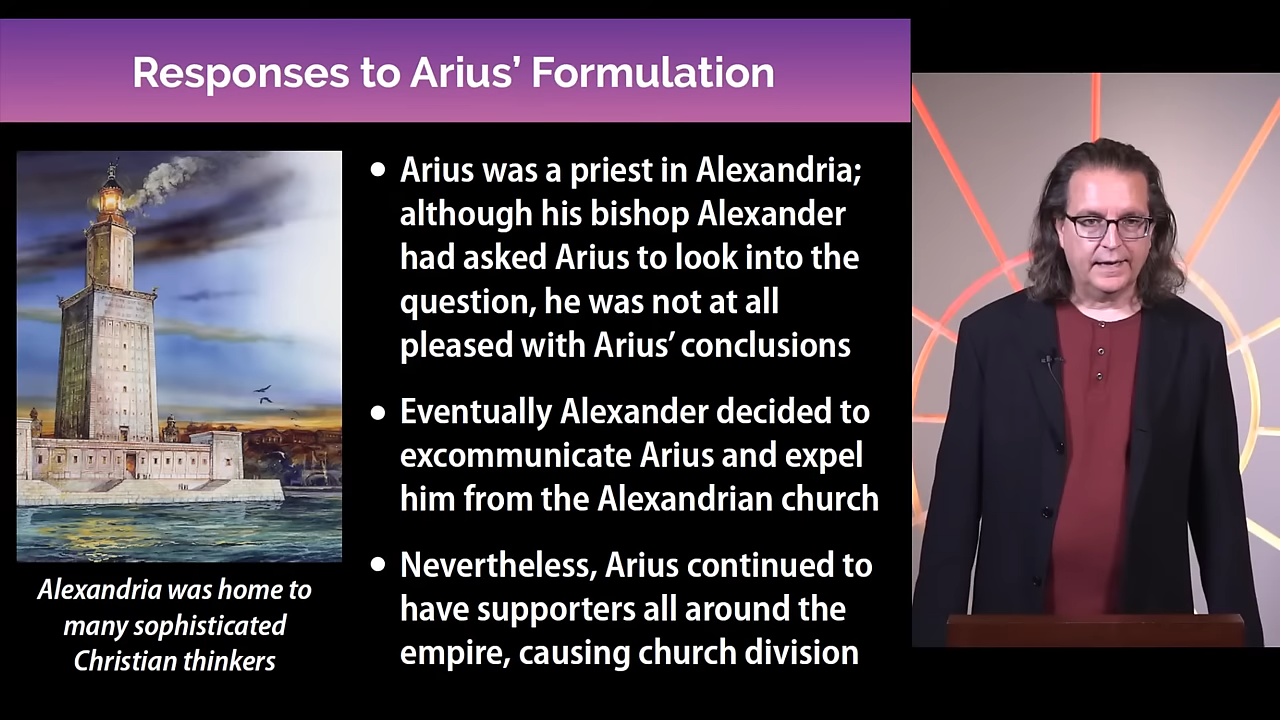 Responses to Arius’ Formulation
• Arius was a priest in Alexandria;
although his bishop Alexander
had asked Arius to look into the
question, he was not at all
pleased with Arius’ conclusions
• Eventually Alexander decided to
excommunicate Arius and expel
him from the Alexandrian church
• Nevertheless, Arius continued to
have supporters all around the
empire, causing church division
Alexandria was home to
many sophisticated
Christian thinkers